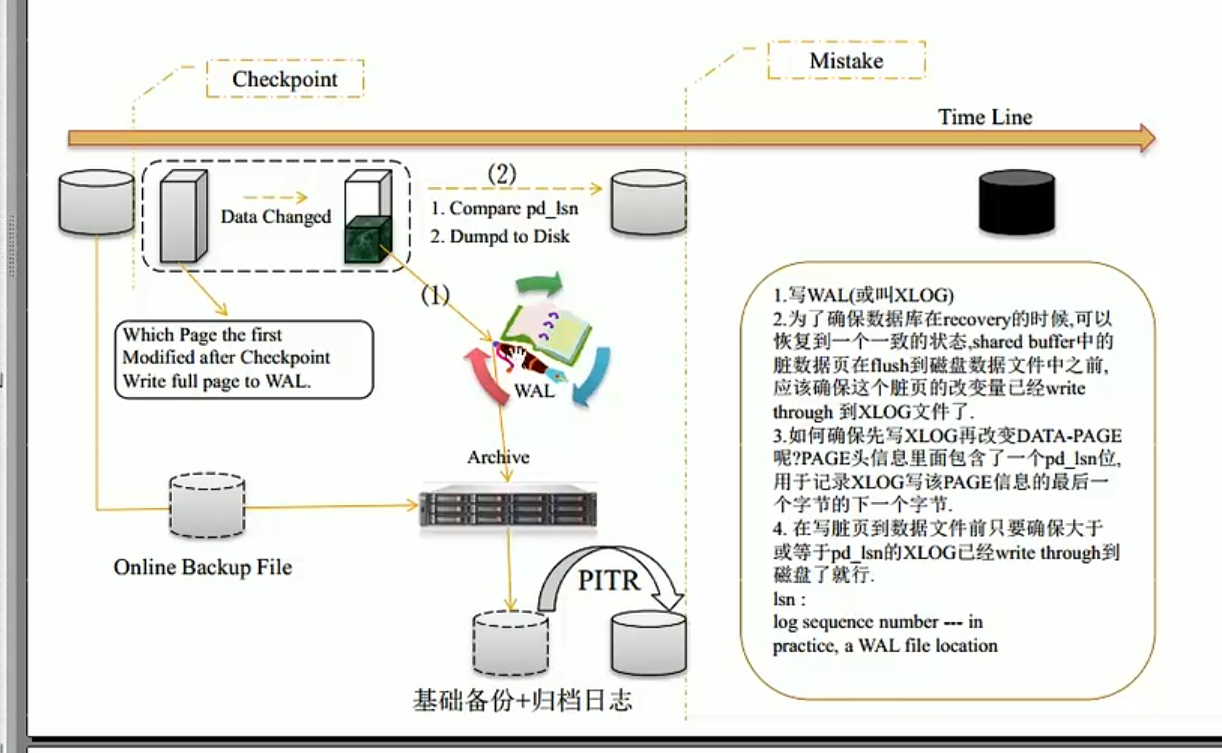 Checkpoint
Mistake
Time Line
Data Changed
(2)
1. Compare pd_lsn
2. Dumpd to Disk
(1)
Which Page the first
Modified after Checkpoint
Write full page to WAL.
WAL
Archive
Online Backup File
PITR
基础备份+归档日志
1.写WAL(或叫XLOG)
2.为了确保数据库在recovery的时候,可以
恢复到一个一致的状态,shared buffer中的
脏数据页在flush到磁盘数据文件中之前,
应该确保这个脏页的改变量已经write
through 到XLOG文件了.
3.如何确保先写XLOG再改变DATA-PAGE
呢?PAGE头信息里面包含了一个pd_lsn位,
用于记录XLOG写该PAGE信息的最后一
个字节的下一个字节.
4. 在写脏页到数据文件前只要确保大于
或等于pd_lsn的XLOG已经write through到
磁盘了就行.
lsn :
log sequence number --- in
practice, a WAL file location